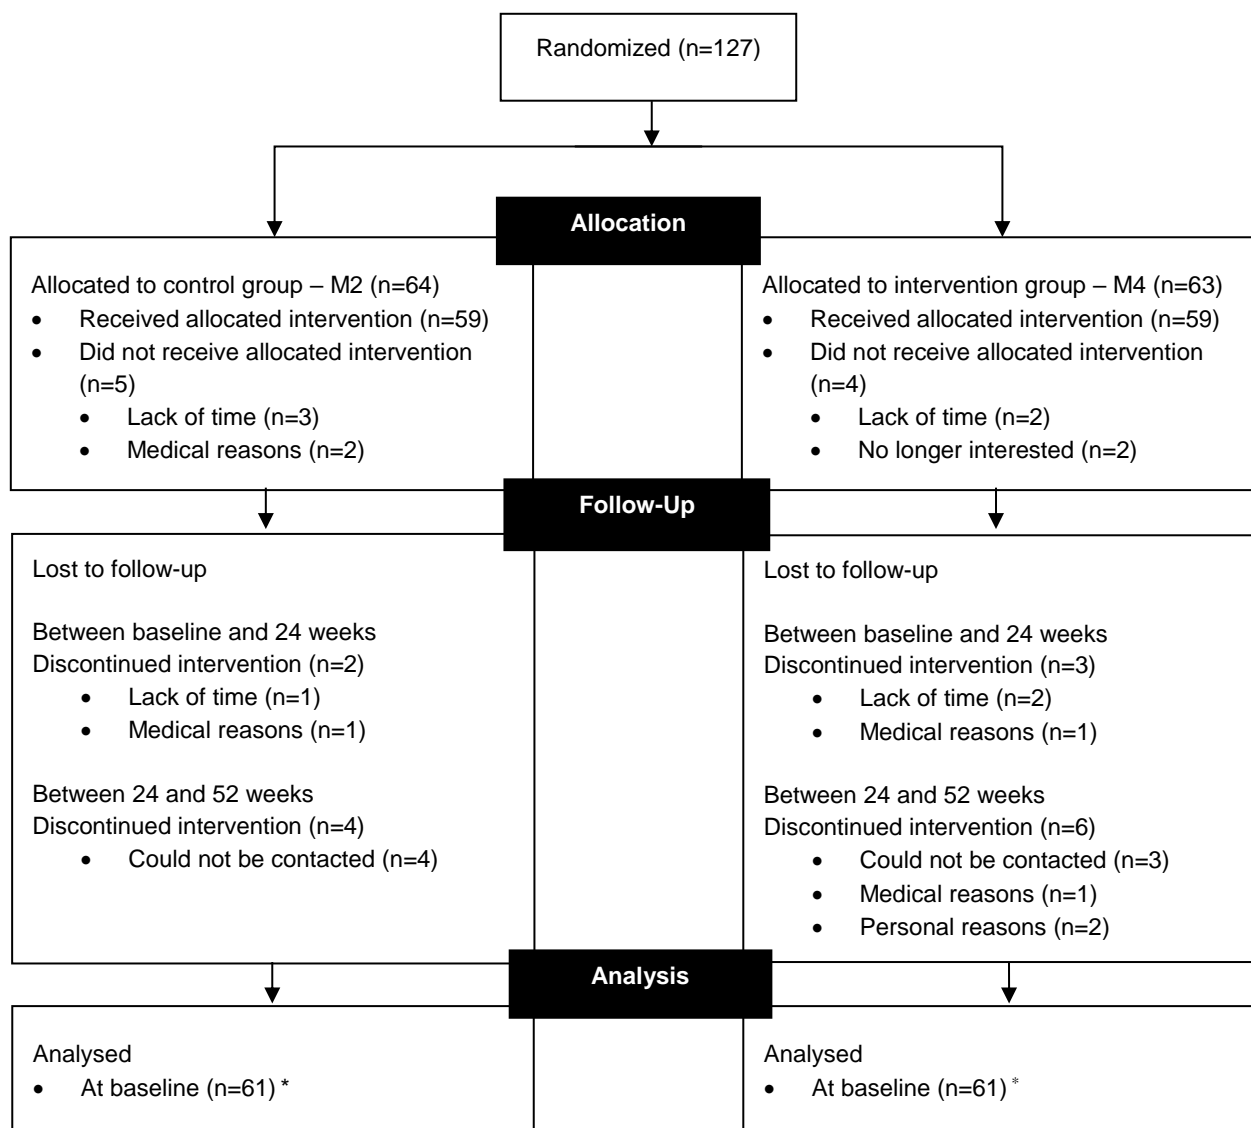 Randomized (n=127)
Allocation
Allocated to control group – M2 (n=64)
• Received allocated intervention (n=59)
• Did not receive allocated intervention
(n=5)
• Lack of time (n=3)
• Medical reasons (n=2)
Allocated to intervention group – M4 (n=63)
• Received allocated intervention (n=59)
• Did not receive allocated intervention
(n=4)
• Lack of time (n=2)
• No longer interested (n=2)
Follow-Up
Lost to follow-up
Between baseline and 24 weeks
Discontinued intervention (n=2)
• Lack of time (n=1)
• Medical reasons (n=1)
Between 24 and 52 weeks
Discontinued intervention (n=4)
• Could not be contacted (n=4)
Lost to follow-up
Between baseline and 24 weeks
Discontinued intervention (n=3)
• Lack of time (n=2)
• Medical reasons (n=1)
Between 24 and 52 weeks
Discontinued intervention (n=6)
• Could not be contacted (n=3)
• Medical reasons (n=1)
• Personal reasons (n=2)
Analysis
Analysed
• At baseline (n=61) *
Analysed
• At baseline (n=61) *